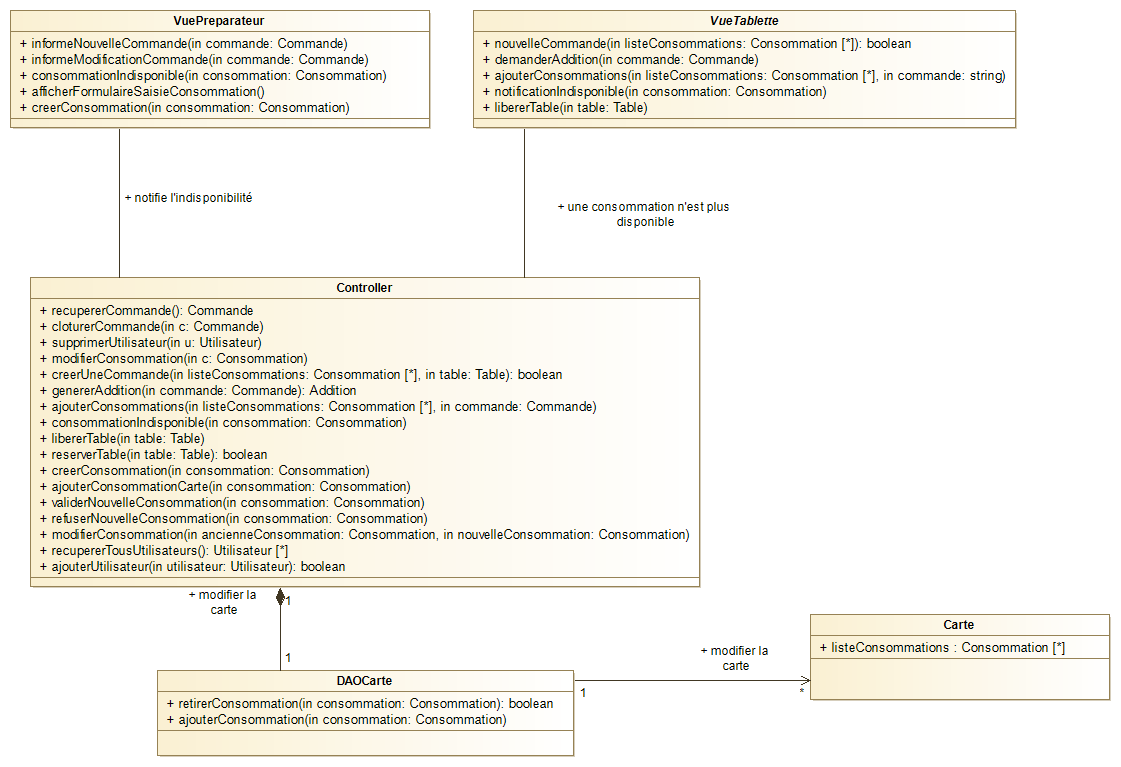 VuePreparateur
+ informeNouvelleCommande(in commande: Commande)
+ informeModificationCommande(in commande: Commande)
+ consommationIndisponible(in consommation: Consommation)
+ afficherFormulaireSaisieConsommation()
+ creerConsommation(in consommation: Consommation)
VueTablette
+ nouvelleCommande(in listeConsommations: Consommation [*]): boolean
+ demanderAddition(in commande: Commande)
+ ajouterConsommations(in listeConsommations: Consommation [*], in commande: string)
+ notificationIndisponible(in consommation: Consommation)
+ libererTable(in table: Table)
+ notifie l'indisponibilité
+ une consommation n'est plus
disponible
Controller
+ recupererCommande(): Commande
+ cloturerCommande(in c: Commande)
+ supprimerUtilisateur(in u: Utilisateur)
+ modifierConsommation(in c: Consommation)
+ creerUneCommande(in listeConsommations: Consommation [*], in table: Table): boolean
+ genererAddition(in commande: Commande): Addition
+ ajouterConsommations(in listeConsommations: Consommation [*], in commande: Commande)
+ consommationIndisponible(in consommation: Consommation)
+ libererTable(in table: Table)
+ reserverTable(in table: Table): boolean
+ creerConsommation(in consommation: Consommation)
+ ajouterConsommationCarte(in consommation: Consommation)
+ validerNouvelleConsommation(in consommation: Consommation)
+ refuserNouvelleConsommation(in consommation: Consommation)
+ modifierConsommation(in ancienneConsommation: Consommation, in nouvelleConsommation: Consommation)
+ recupererTousUtilisateurs(): Utilisateur [*]
+ ajouterUtilisateur(in utilisateur: Utilisateur): boolean
+ modifier la
carte
1
1
DAOCarte
+ retirerConsommation(in consommation: Consommation): boolean
+ ajouterConsommation(in consommation: Consommation)
+ modifier la
carte
1
*
Carte
+ listeConsommations : Consommation [*]